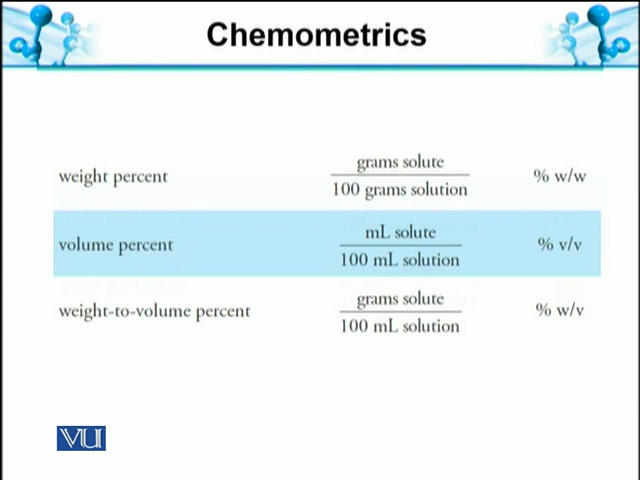 Chemometrics
weight percent grams solute / 100 grams solution % w/w
volume percent mL solute / 100 mL solution % v/v
weight-to-volume percent grams solute / 100 mL solution % w/v
VU